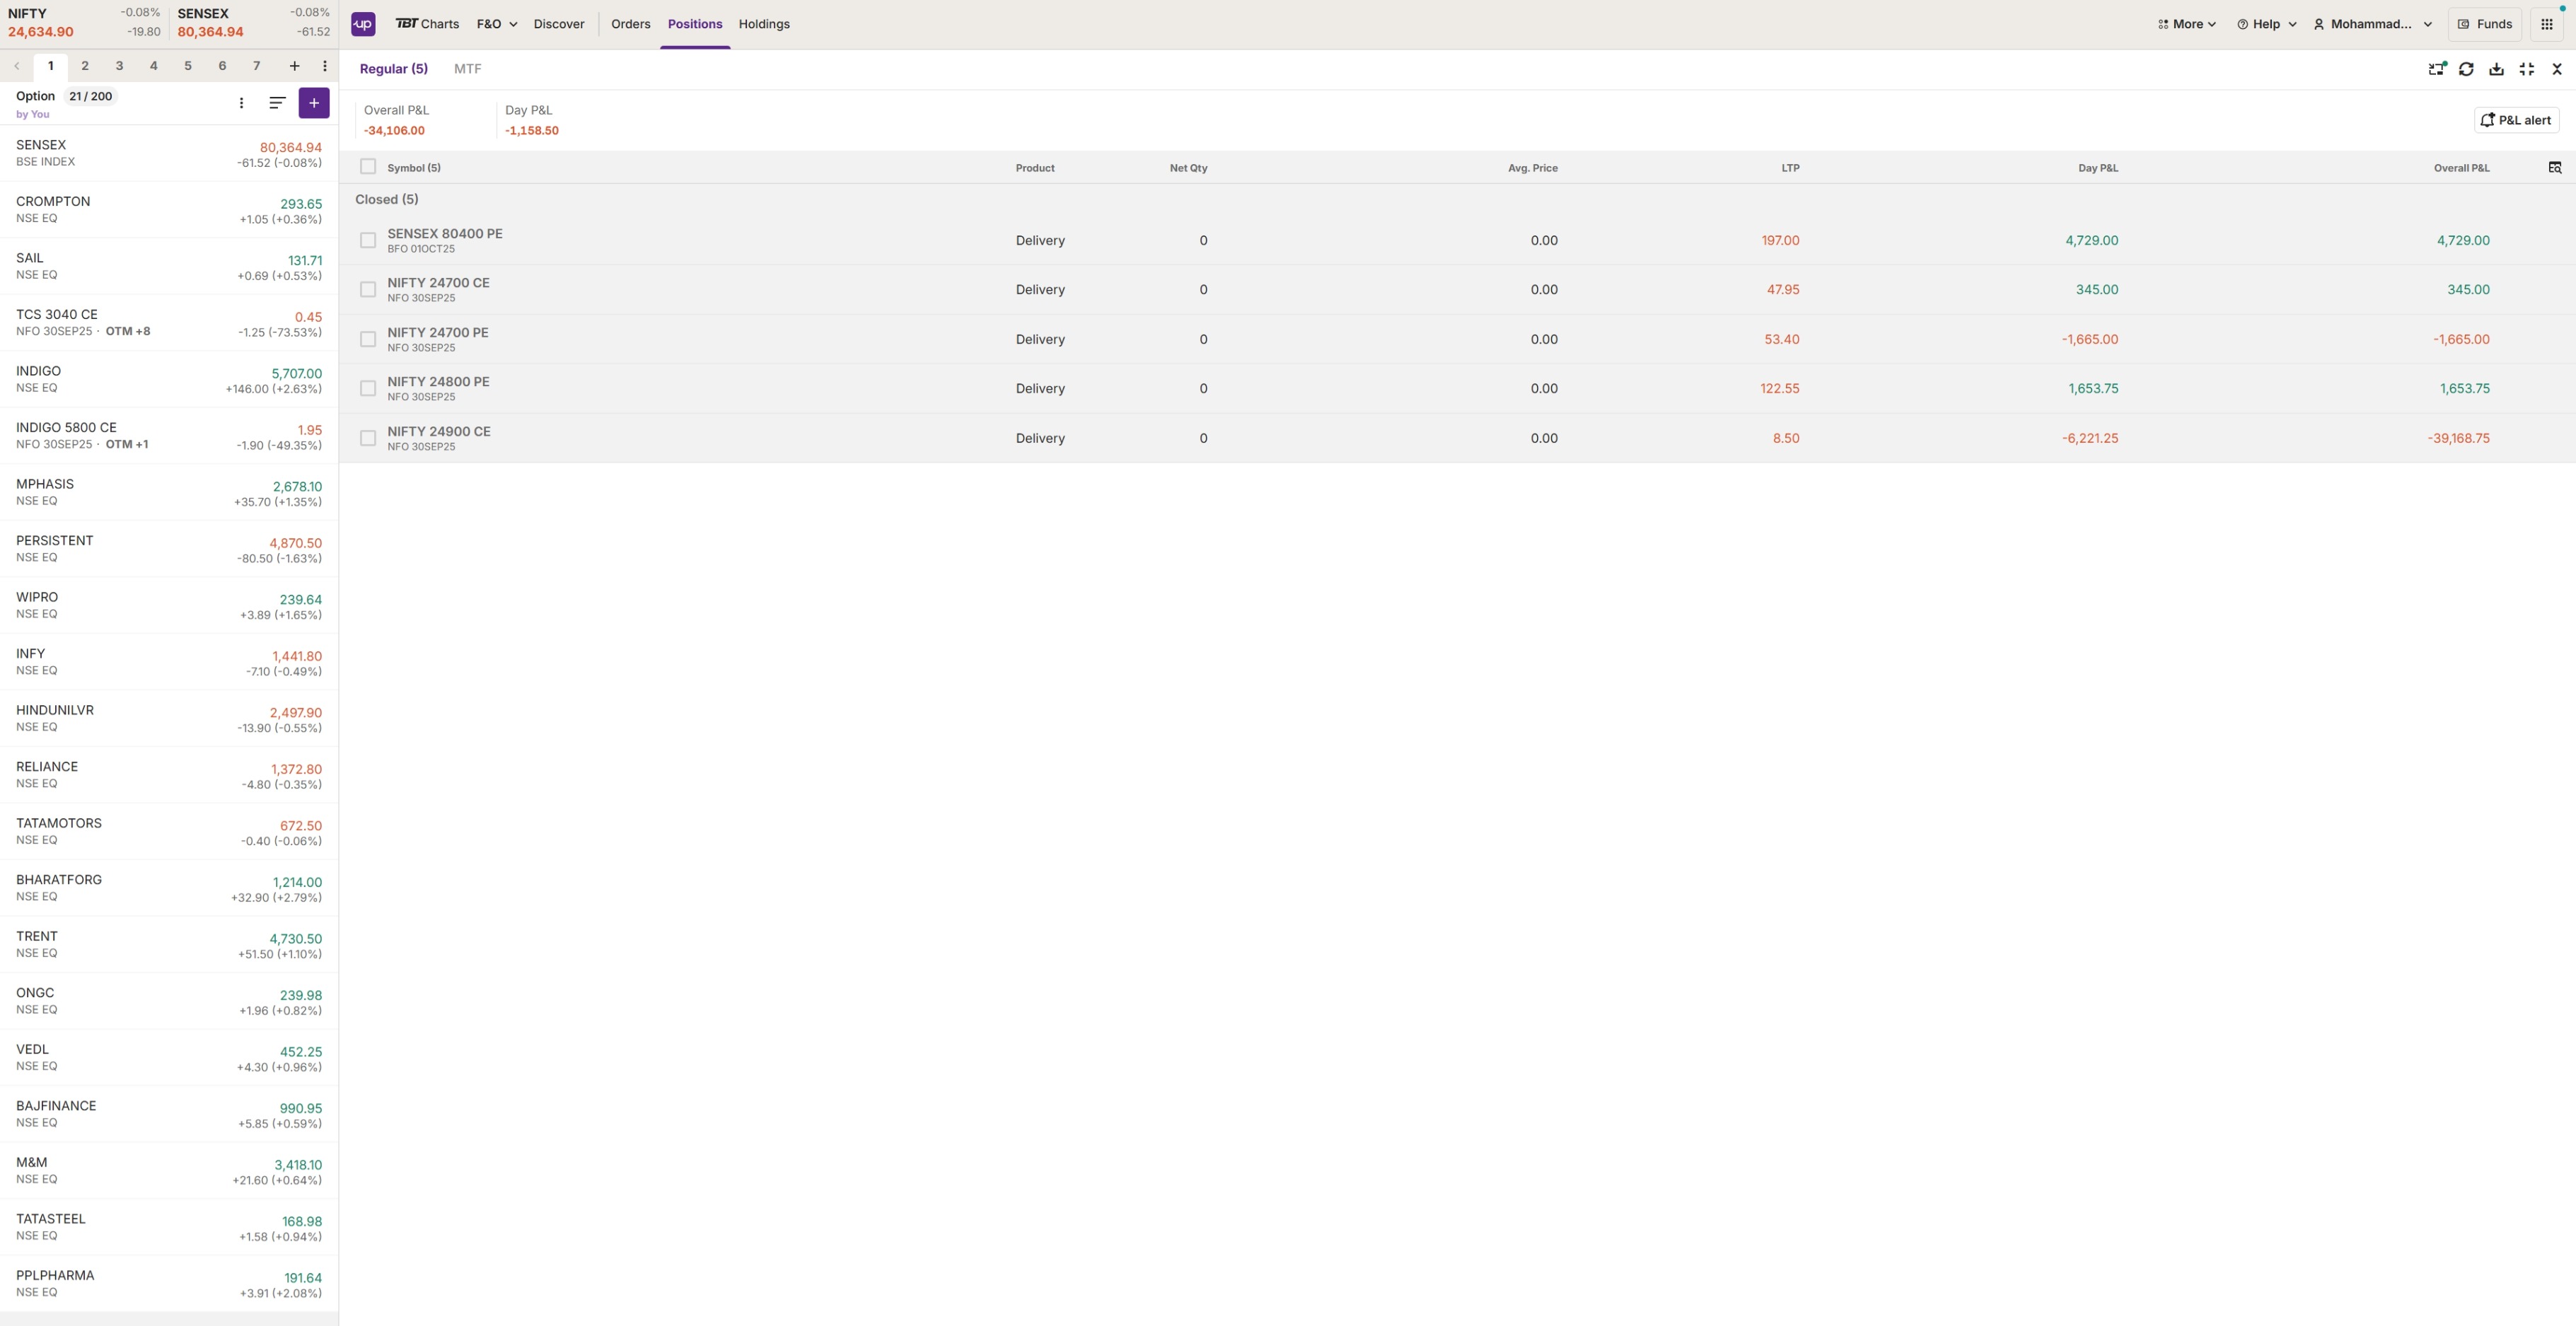 NIFTY -0.08% SENSEX -0.08%
24,634.90 -19.80 80,364.94 -61.52
up TBT Charts F&O Discover Orders Positions Holdings More Help Mohammad... Funds
1 2 3 4 5 6 7 +
Option 21 / 200
by You
SENSEX 80,364.94
BSE INDEX -61.52 (-0.08%)
CROMPTON 293.65
NSE EQ +1.05 (+0.36%)
SAIL 131.71
NSE EQ +0.69 (+0.53%)
TCS 3040 CE 0.45
NFO 30SEP25 · OTM +8 -1.25 (-73.53%)
INDIGO 5,707.00
NSE EQ +146.00 (+2.63%)
INDIGO 5800 CE 1.95
NFO 30SEP25 · OTM +1 -1.90 (-49.35%)
MPHASIS 2,678.10
NSE EQ +35.70 (+1.35%)
PERSISTENT 4,870.50
NSE EQ -80.50 (-1.63%)
WIPRO 239.64
NSE EQ +3.89 (+1.65%)
INFY 1,441.80
NSE EQ -7.10 (-0.49%)
HINDUNILVR 2,497.90
NSE EQ -13.90 (-0.55%)
RELIANCE 1,372.80
NSE EQ -4.80 (-0.35%)
TATAMOTORS 672.50
NSE EQ -0.40 (-0.06%)
BHARATFORG 1,214.00
NSE EQ +32.90 (+2.79%)
TRENT 4,730.50
NSE EQ +51.50 (+1.10%)
ONGC 239.98
NSE EQ +1.96 (+0.82%)
VEDL 452.25
NSE EQ +4.30 (+0.96%)
BAJFINANCE 990.95
NSE EQ +5.85 (+0.59%)
M&M 3,418.10
NSE EQ +21.60 (+0.64%)
TATASTEEL 168.98
NSE EQ +1.58 (+0.94%)
PPLPHARMA 191.64
NSE EQ +3.91 (+2.08%)
Regular (5) MTF
Overall P&L Day P&L
-34,106.00 -1,158.50
P&L alert
Symbol (5) Product Net Qty Avg. Price LTP Day P&L Overall P&L
Closed (5)
SENSEX 80400 PE Delivery 0 0.00 197.00 4,729.00 4,729.00
BFO 01OCT25
NIFTY 24700 CE Delivery 0 0.00 47.95 345.00 345.00
NFO 30SEP25
NIFTY 24700 PE Delivery 0 0.00 53.40 -1,665.00 -1,665.00
NFO 30SEP25
NIFTY 24800 PE Delivery 0 0.00 122.55 1,653.75 1,653.75
NFO 30SEP25
NIFTY 24900 CE Delivery 0 0.00 8.50 -6,221.25 -39,168.75
NFO 30SEP25